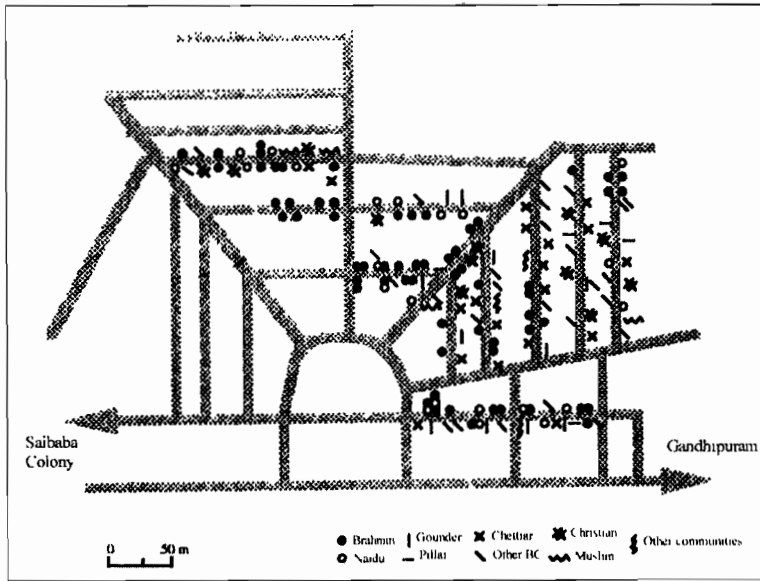 Saibaba
Colony
Gandhipuram
0 50 m
Brahmin Gounder Chettiar Christian Other communities
Naidu Pillai Other BC Muslim